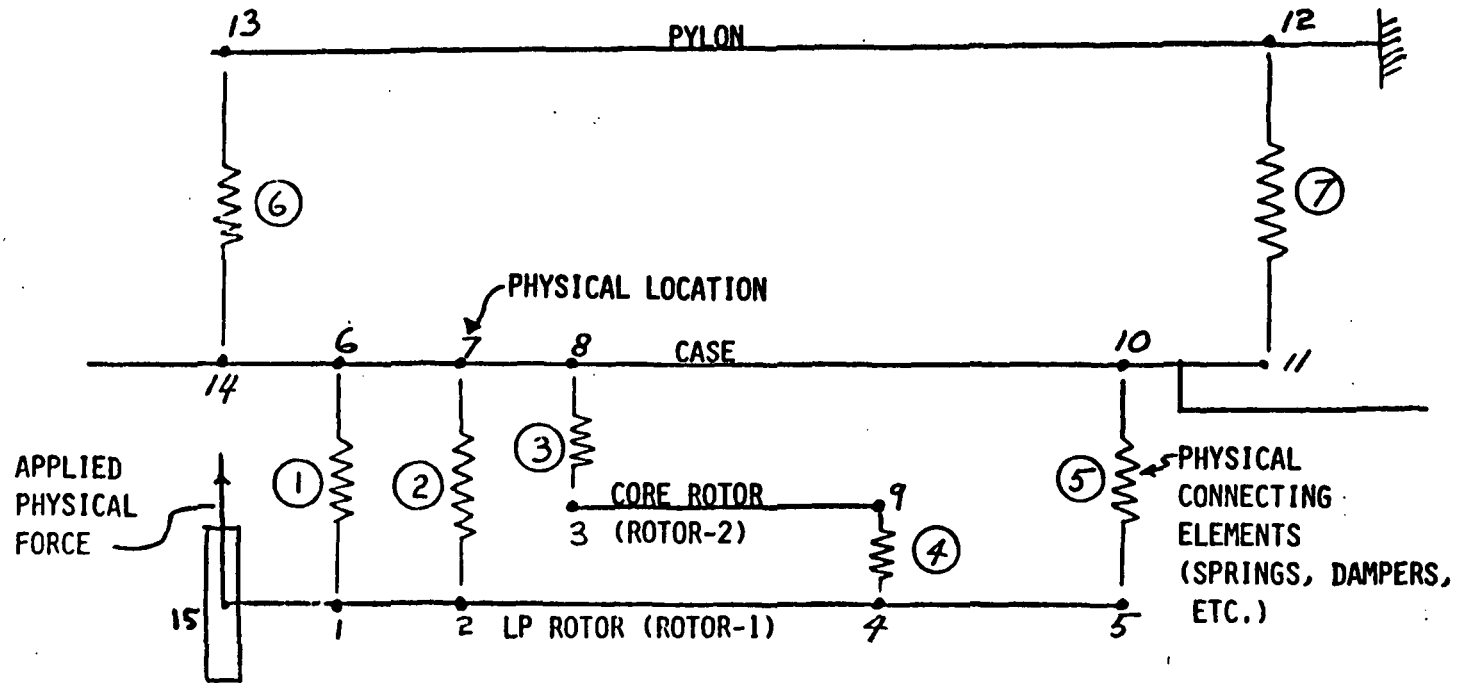 13
PYLON
12
6
7
PHYSICAL LOCATION
6
7
8
CASE
10
14
11
APPLIED
PHYSICAL
FORCE
1
2
3
CORE ROTOR
(ROTOR-2)
3
9
4
5
PHYSICAL
CONNECTING
ELEMENTS
(SPRINGS, DAMPERS,
ETC.)
15
1
2
LP ROTOR (ROTOR-1)
4
5